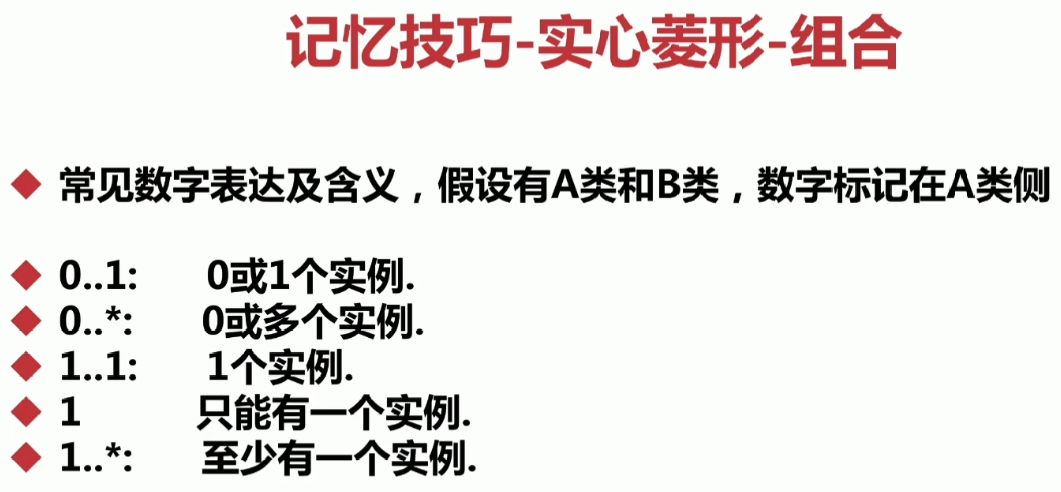 记忆技巧-实心菱形-组合
常见数字表达及含义，假设有A类和B类，数字标记在A类侧
0..1: 0或1个实例.
0..*: 0或多个实例.
1..1: 1个实例.
1 只能有一个实例.
1..*: 至少有一个实例.